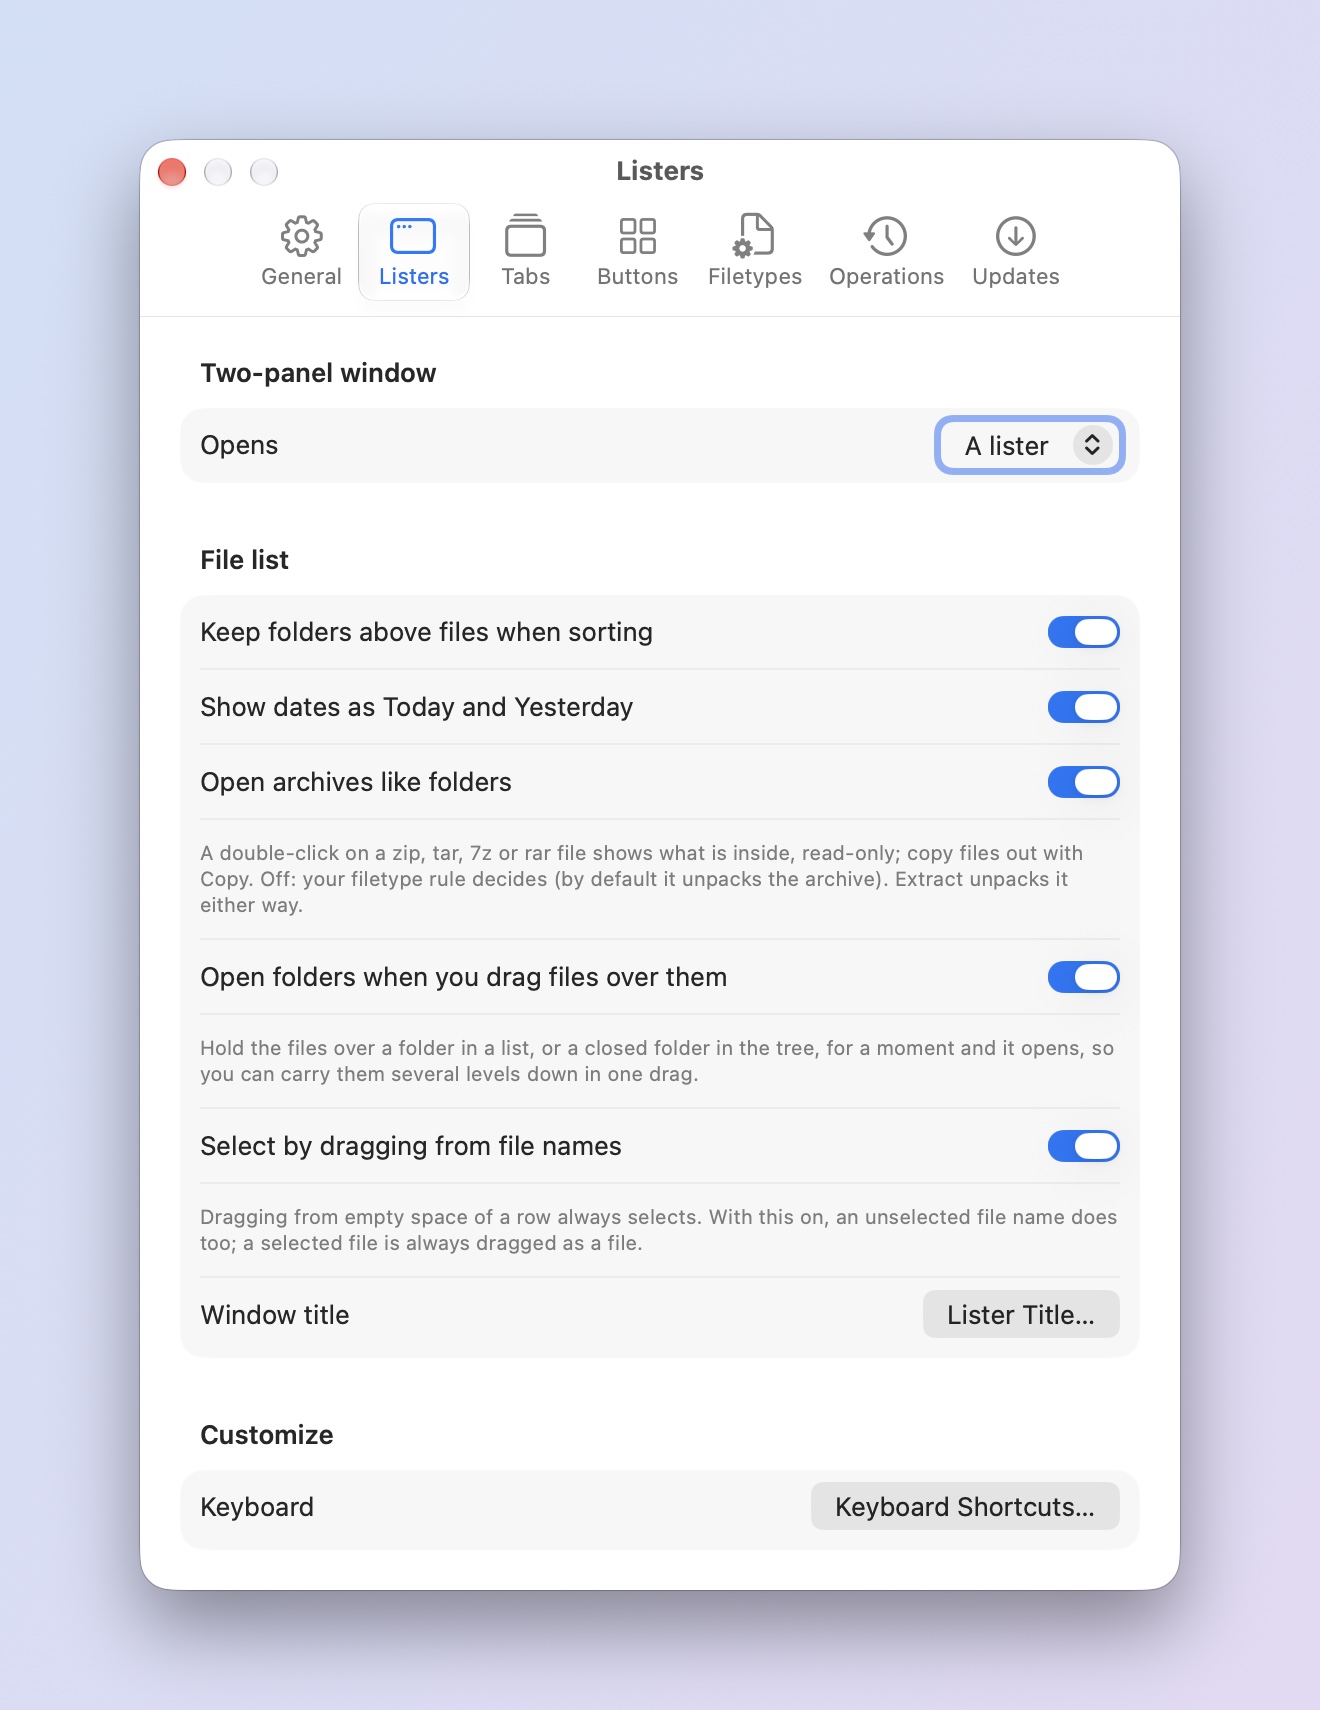 Listers
General
Listers
Tabs
Buttons
Filetypes
Operations
Updates
Two-panel window
Opens
A lister
File list
Keep folders above files when sorting
Show dates as Today and Yesterday
Open archives like folders
A double-click on a zip, tar, 7z or rar file shows what is inside, read-only; copy files out with
Copy. Off: your filetype rule decides (by default it unpacks the archive). Extract unpacks it
either way.
Open folders when you drag files over them
Hold the files over a folder in a list, or a closed folder in the tree, for a moment and it opens, so
you can carry them several levels down in one drag.
Select by dragging from file names
Dragging from empty space of a row always selects. With this on, an unselected file name does
too; a selected file is always dragged as a file.
Window title
Lister Title...
Customize
Keyboard
Keyboard Shortcuts...